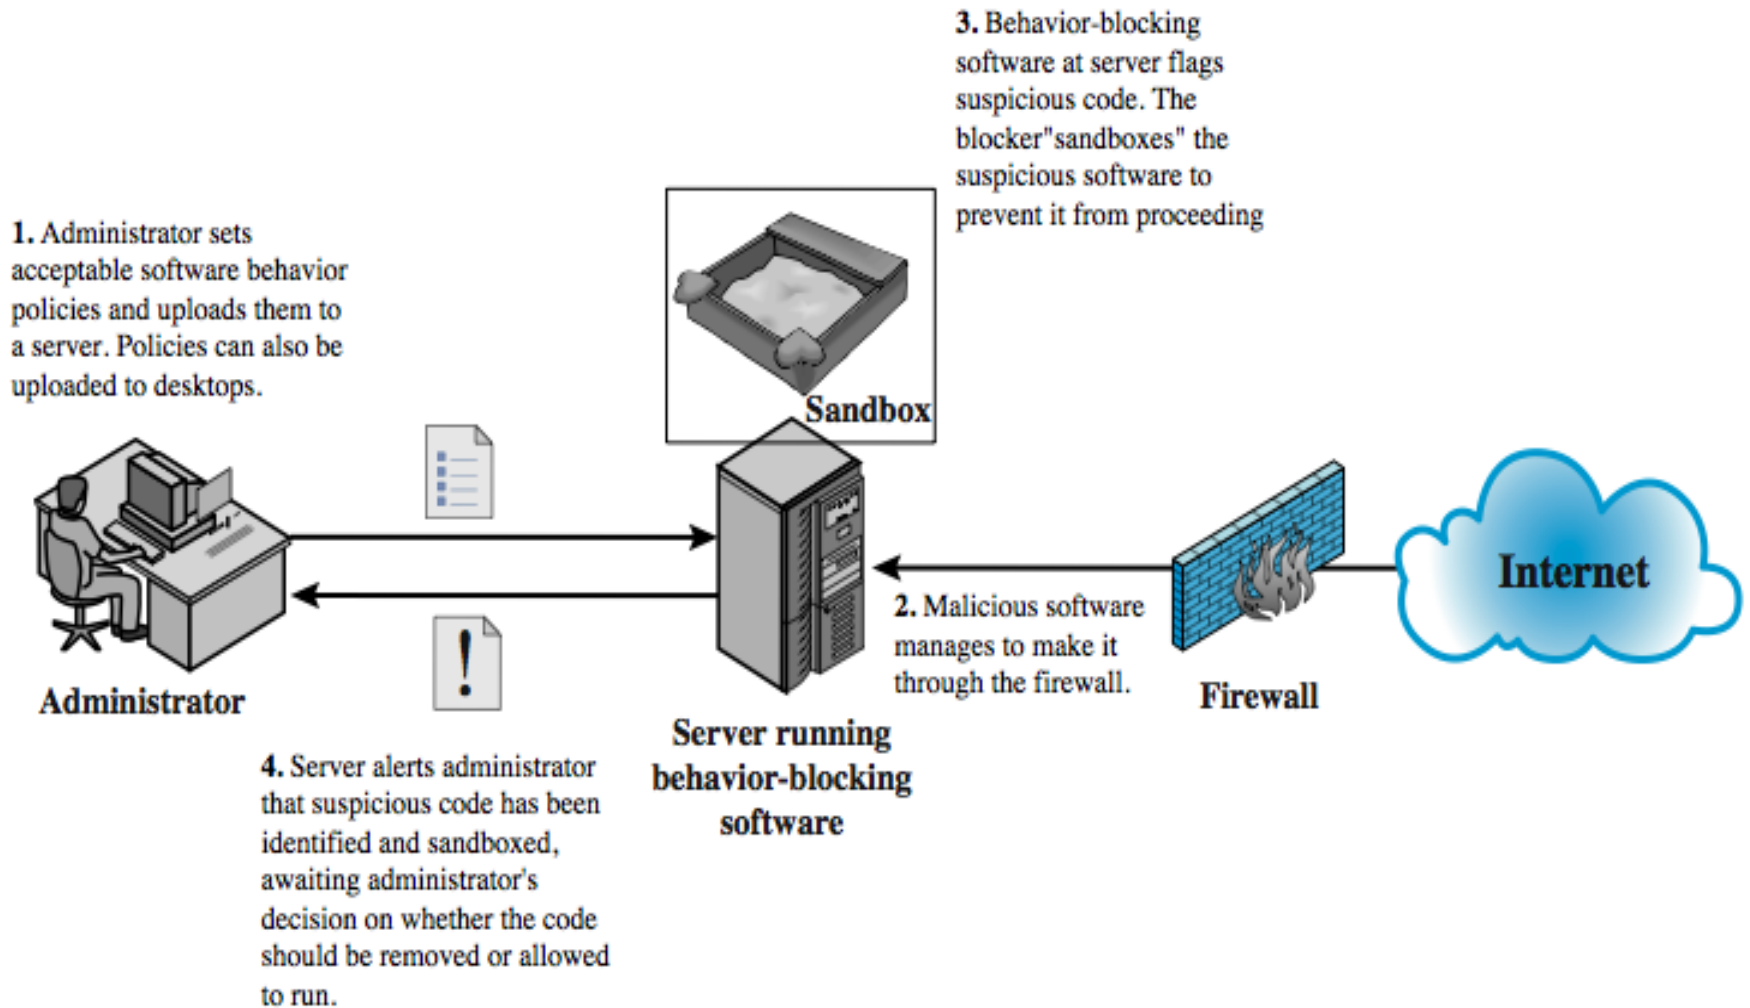 3. Behavior-blocking
software at server flags
suspicious code. The
blocker"sandboxes" the
suspicious software to
prevent it from proceeding
1. Administrator sets
acceptable software behavior
policies and uploads them to
a server. Policies can also be
uploaded to desktops.
Sandbox
Internet
2. Malicious software
manages to make it
through the firewall.
Administrator
Firewall
Server running
behavior-blocking
software
4. Server alerts administrator
that suspicious code has been
identified and sandboxed,
awaiting administrator's
decision on whether the code
should be removed or allowed
to run.